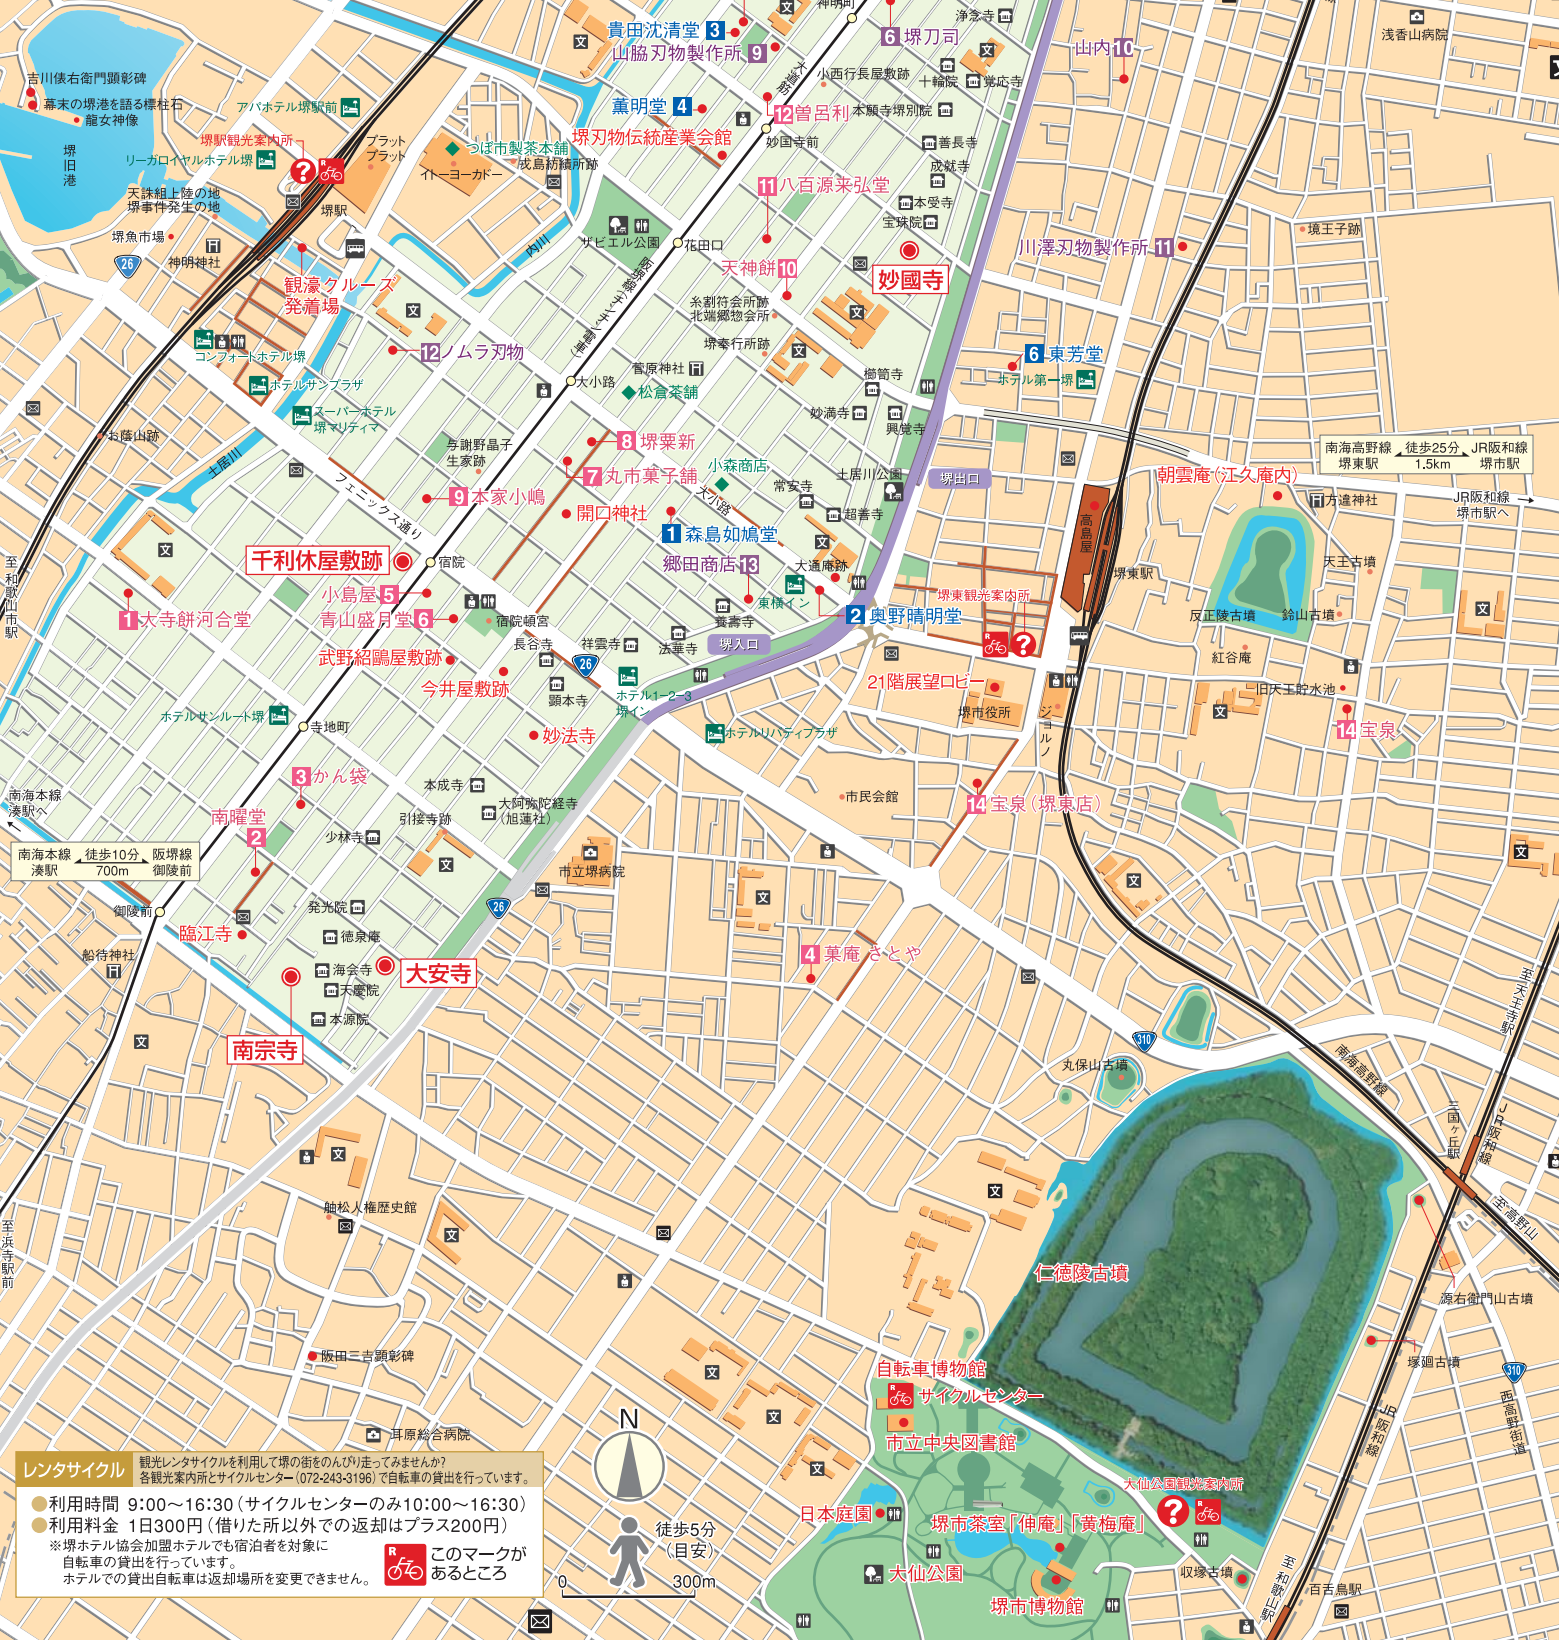 神明町
浄念寺
浅香山病院
貴田沈清堂 3
山脇刃物製作所 9
6 堺刀司
山内 10
大道筋
小西行長屋敷跡
十輪院
覚応寺
吉川俵右衛門顕彰碑
幕末の堺港を語る標柱石
龍女神像
アパホテル堺駅前
薫明堂 4
12 曽呂利
本願寺堺別院
堺刃物伝統産業会館
妙国寺前
善長寺
堺旧港
堺駅観光案内所
リーガロイヤルホテル堺
プラット
プラット
つぼ市製茶本舗
イトーヨーカドー
戎島紡績所跡
成就寺
11 八百源来弘堂
天誅組上陸の地
堺事件発生の地
堺駅
本受寺
宝珠院
堺魚市場
神明神社
26
ザビエル公園
内川
花田口
妙國寺
境王子跡
川澤刃物製作所 11
阪堺線(チンチン電車)
天神餅 10
観濠クルーズ
発着場
糸割符会所跡
北端郷惣会所
堺奉行所跡
コンフォートホテル堺
12 ノムラ刃物
6 東芳堂
ホテル第一堺
菅原神社
櫛笥寺
ホテルサンプラザ
大小路
松倉茶舗
スーパーホテル
堺マリティマ
妙満寺
興覚寺
お蔭山跡
土居川
与謝野晶子
生家跡
8 堺粟新
7 丸市菓子舗
小森商店
大小路
常安寺
土居川公園
堺出口
南海高野線 徒歩25分 JR阪和線
堺東駅 1.5km 堺市駅
朝雲庵(江久庵内)
方違神社
JR阪和線
堺市駅へ
フェニックス通り
9 本家小嶋
開口神社
超善寺
高島屋
1 森島如鳩堂
至和歌山市駅
千利休屋敷跡
宿院
郷田商店 13
大通庵跡
天王古墳
堺東駅
小島屋 5
東横イン
堺東観光案内所
1 大寺餅河合堂
青山盛月堂 6
宿院頓宮
養壽寺
2 奥野晴明堂
反正陵古墳
鈴山古墳
長谷寺
祥雲寺
法華寺
堺入口
武野紹鷗屋敷跡
26
紅谷庵
今井屋敷跡
顕本寺
ホテル1-2-3
堺イン
21階展望ロビー
旧天王貯水池
ホテルサンルート堺
寺地町
堺市役所
ジョルノ
妙法寺
ホテルリバティプラザ
14 宝泉
3 かん袋
本成寺
南海本線
湊駅へ
大阿弥陀経寺
(旭蓮社)
市民会館
14 宝泉(堺東店)
南曜堂
2
引接寺跡
少林寺
南海本線 徒歩10分 阪堺線
湊駅 700m 御陵前
市立堺病院
御陵前
発光院
26
臨江寺
徳泉庵
船待神社
海会寺
大安寺
4 菓庵 さとや
天慶院
至天王寺駅
本源院
南宗寺
310
丸保山古墳
南海高野線
三国ヶ丘駅
JR阪和線
至高野山
舳松人権歴史館
至浜寺駅前
仁徳陵古墳
源右衛門山古墳
阪田三吉顕彰碑
塚廻古墳
310
自転車博物館
サイクルセンター
西高野街道
JR阪和線
市立中央図書館
耳原総合病院
N
レンタサイクル
観光レンタサイクルを利用して堺の街をのんびり走ってみませんか?
各観光案内所とサイクルセンター(072-243-3196)で自転車の貸出を行っています。
●利用時間 9:00〜16:30(サイクルセンターのみ10:00〜16:30)
●利用料金 1日300円(借りた所以外での返却はプラス200円)
※堺ホテル協会加盟ホテルでも宿泊者を対象に
自転車の貸出を行っています。
ホテルでの貸出自転車は返却場所を変更できません。
R
このマークが
あるところ
徒歩5分
(目安)
0 300m
大仙公園観光案内所
日本庭園
堺市茶室「伸庵」「黄梅庵」
大仙公園
収塚古墳
至和歌山駅
百舌鳥駅
堺市博物館